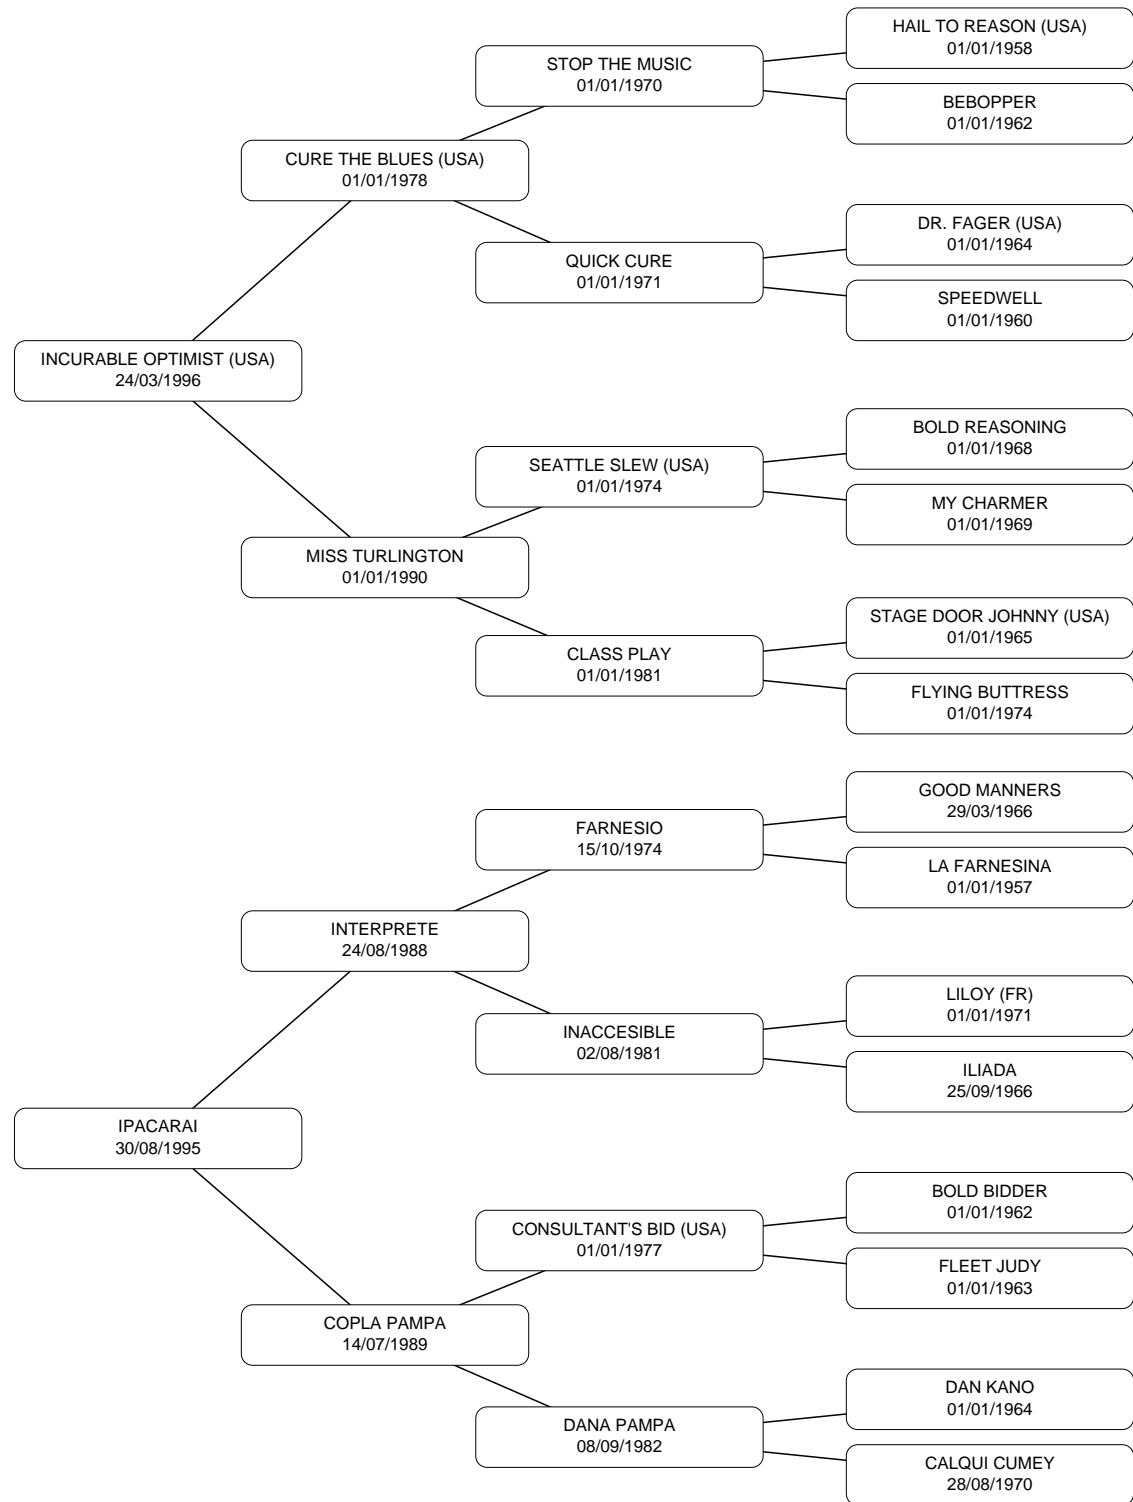 HAIL TO REASON (USA)
01/01/1958
STOP THE MUSIC
01/01/1970
BEBOPPER
01/01/1962
CURE THE BLUES (USA)
01/01/1978
DR. FAGER (USA)
01/01/1964
QUICK CURE
01/01/1971
SPEEDWELL
01/01/1960
INCURABLE OPTIMIST (USA)
24/03/1996
BOLD REASONING
01/01/1968
SEATTLE SLEW (USA)
01/01/1974
MY CHARMER
01/01/1969
MISS TURLINGTON
01/01/1990
STAGE DOOR JOHNNY (USA)
01/01/1965
CLASS PLAY
01/01/1981
FLYING BUTTRESS
01/01/1974
GOOD MANNERS
29/03/1966
FARNESIO
15/10/1974
LA FARNESINA
01/01/1957
INTERPRETE
24/08/1988
LILOY (FR)
01/01/1971
INACCESIBLE
02/08/1981
ILIADA
25/09/1966
IPACARAI
30/08/1995
BOLD BIDDER
01/01/1962
CONSULTANT'S BID (USA)
01/01/1977
FLEET JUDY
01/01/1963
COPLA PAMPA
14/07/1989
DAN KANO
01/01/1964
DANA PAMPA
08/09/1982
CALQUI CUMEY
28/08/1970